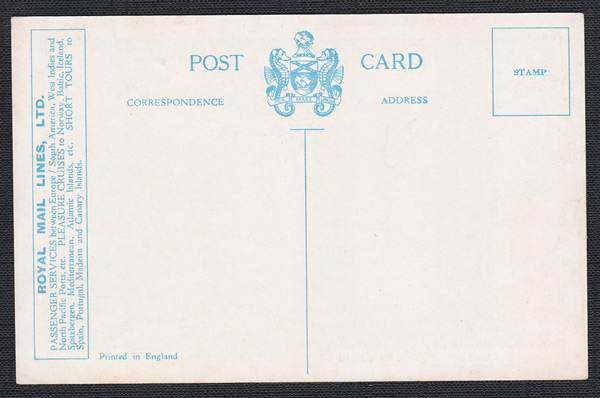 POST CARD
CORRESPONDENCE
ADDRESS
STAMP
ROYAL MAIL LINES, LTD.
PASSENGER SERVICES between Europe / South America, West Indies and
North Pacific Ports, etc. PLEASURE CRUISES to Norway, Baltic, Iceland,
Spitzbergen, Mediterranean, Atlantic Islands, etc. SHORT TOURS to
Spain, Portugal, Madeira and Canary Islands.
Printed in England